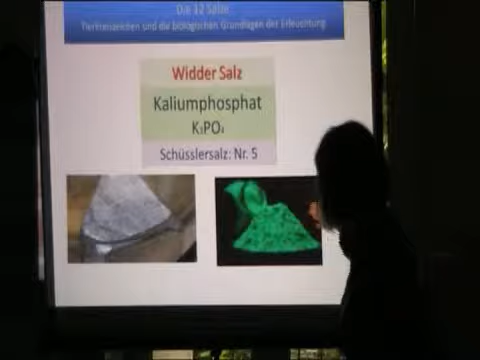 Die 12 Salze
Tierkreiszeichen und die biologischen Grundlagen der Erleuchtung
Widder Salz
Kaliumphosphat
K₃PO₄
Schüsslersalz: Nr. 5